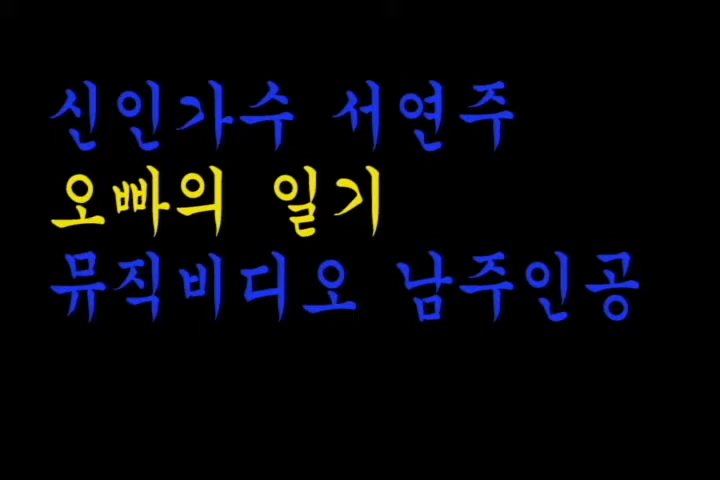 신인가수 서연주
오빠의 일기
뮤직비디오 남주인공